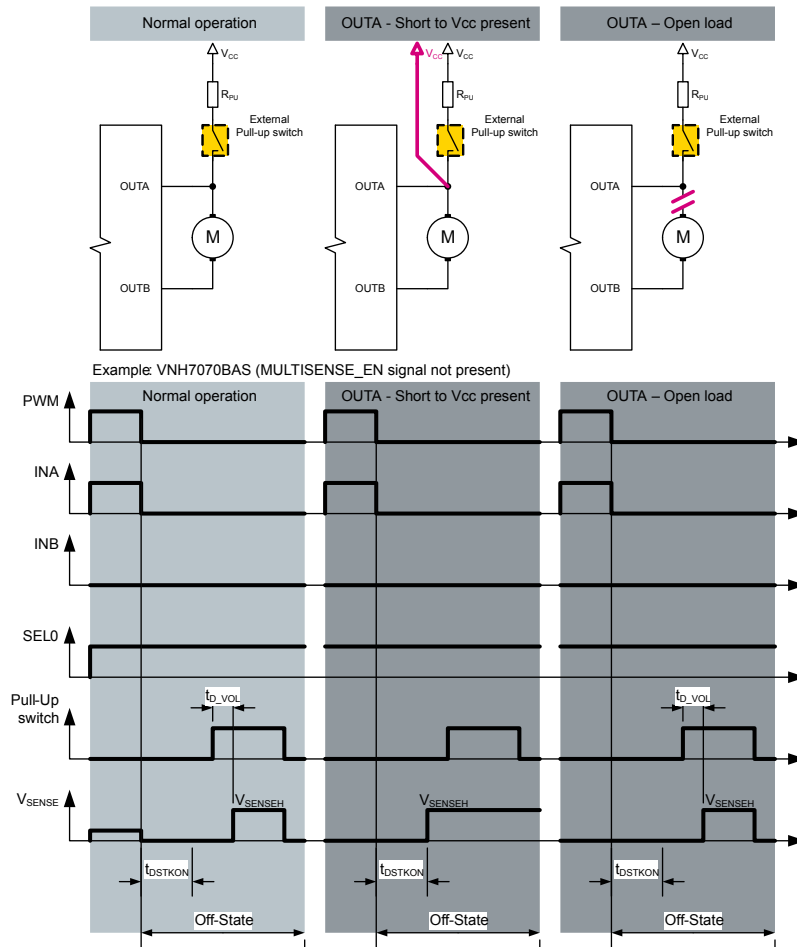 Normal operation
OUTA - Short to Vcc present
OUTA – Open load
VCC
VCC VCC
VCC
RPU
RPU
RPU
External
Pull-up switch
External
Pull-up switch
External
Pull-up switch
OUTA
OUTA
OUTA
M
M
M
OUTB
OUTB
OUTB
Example: VNH7070BAS (MULTISENSE_EN signal not present)
Normal operation
OUTA - Short to Vcc present
OUTA – Open load
PWM
INA
INB
SEL0
tD_VOL
tD_VOL
Pull-Up
switch
VSENSE
VSENSEH
VSENSEH
VSENSEH
tDSTKON
tDSTKON
tDSTKON
Off-State
Off-State
Off-State